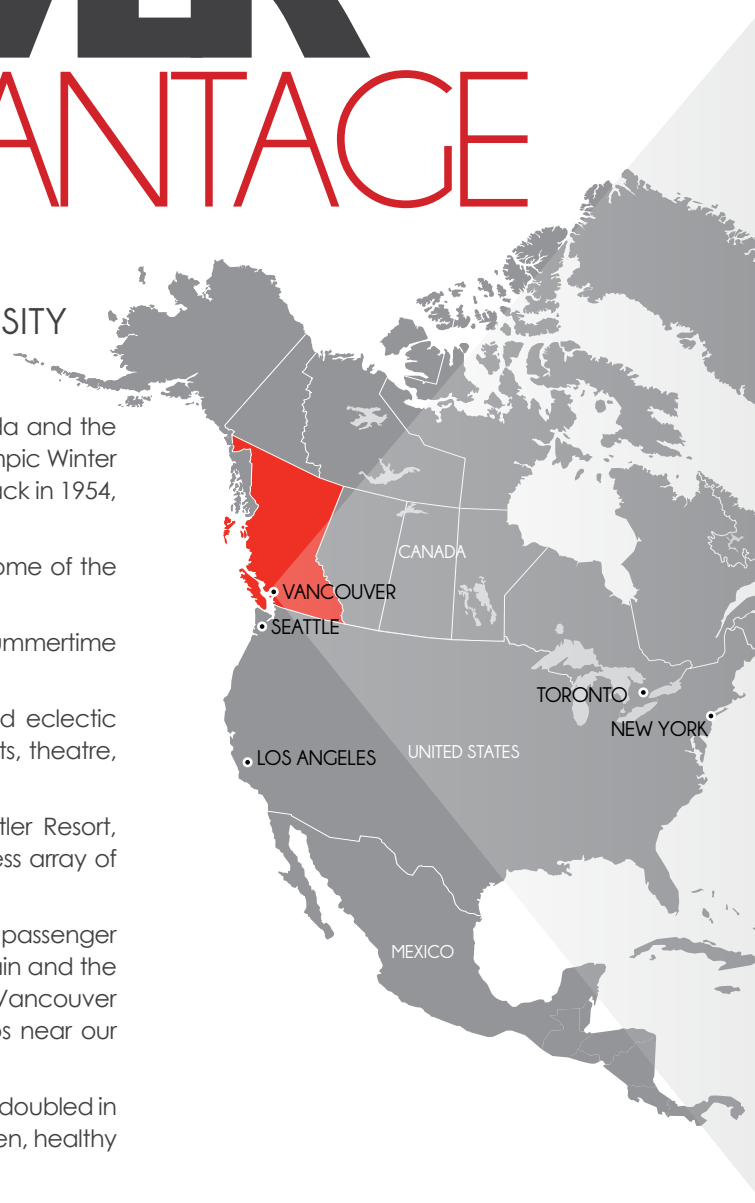 ANTAGE
SITY
da and the
mpic Winter
ack in 1954,
ome of the
ummertime
d eclectic
ts, theatre,
tler Resort,
ess array of
passenger
ain and the
Vancouver
near our
doubled in
en, healthy
CANADA
VANCOUVER
SEATTLE
TORONTO
NEW YORK
LOS ANGELES
UNITED STATES
MEXICO